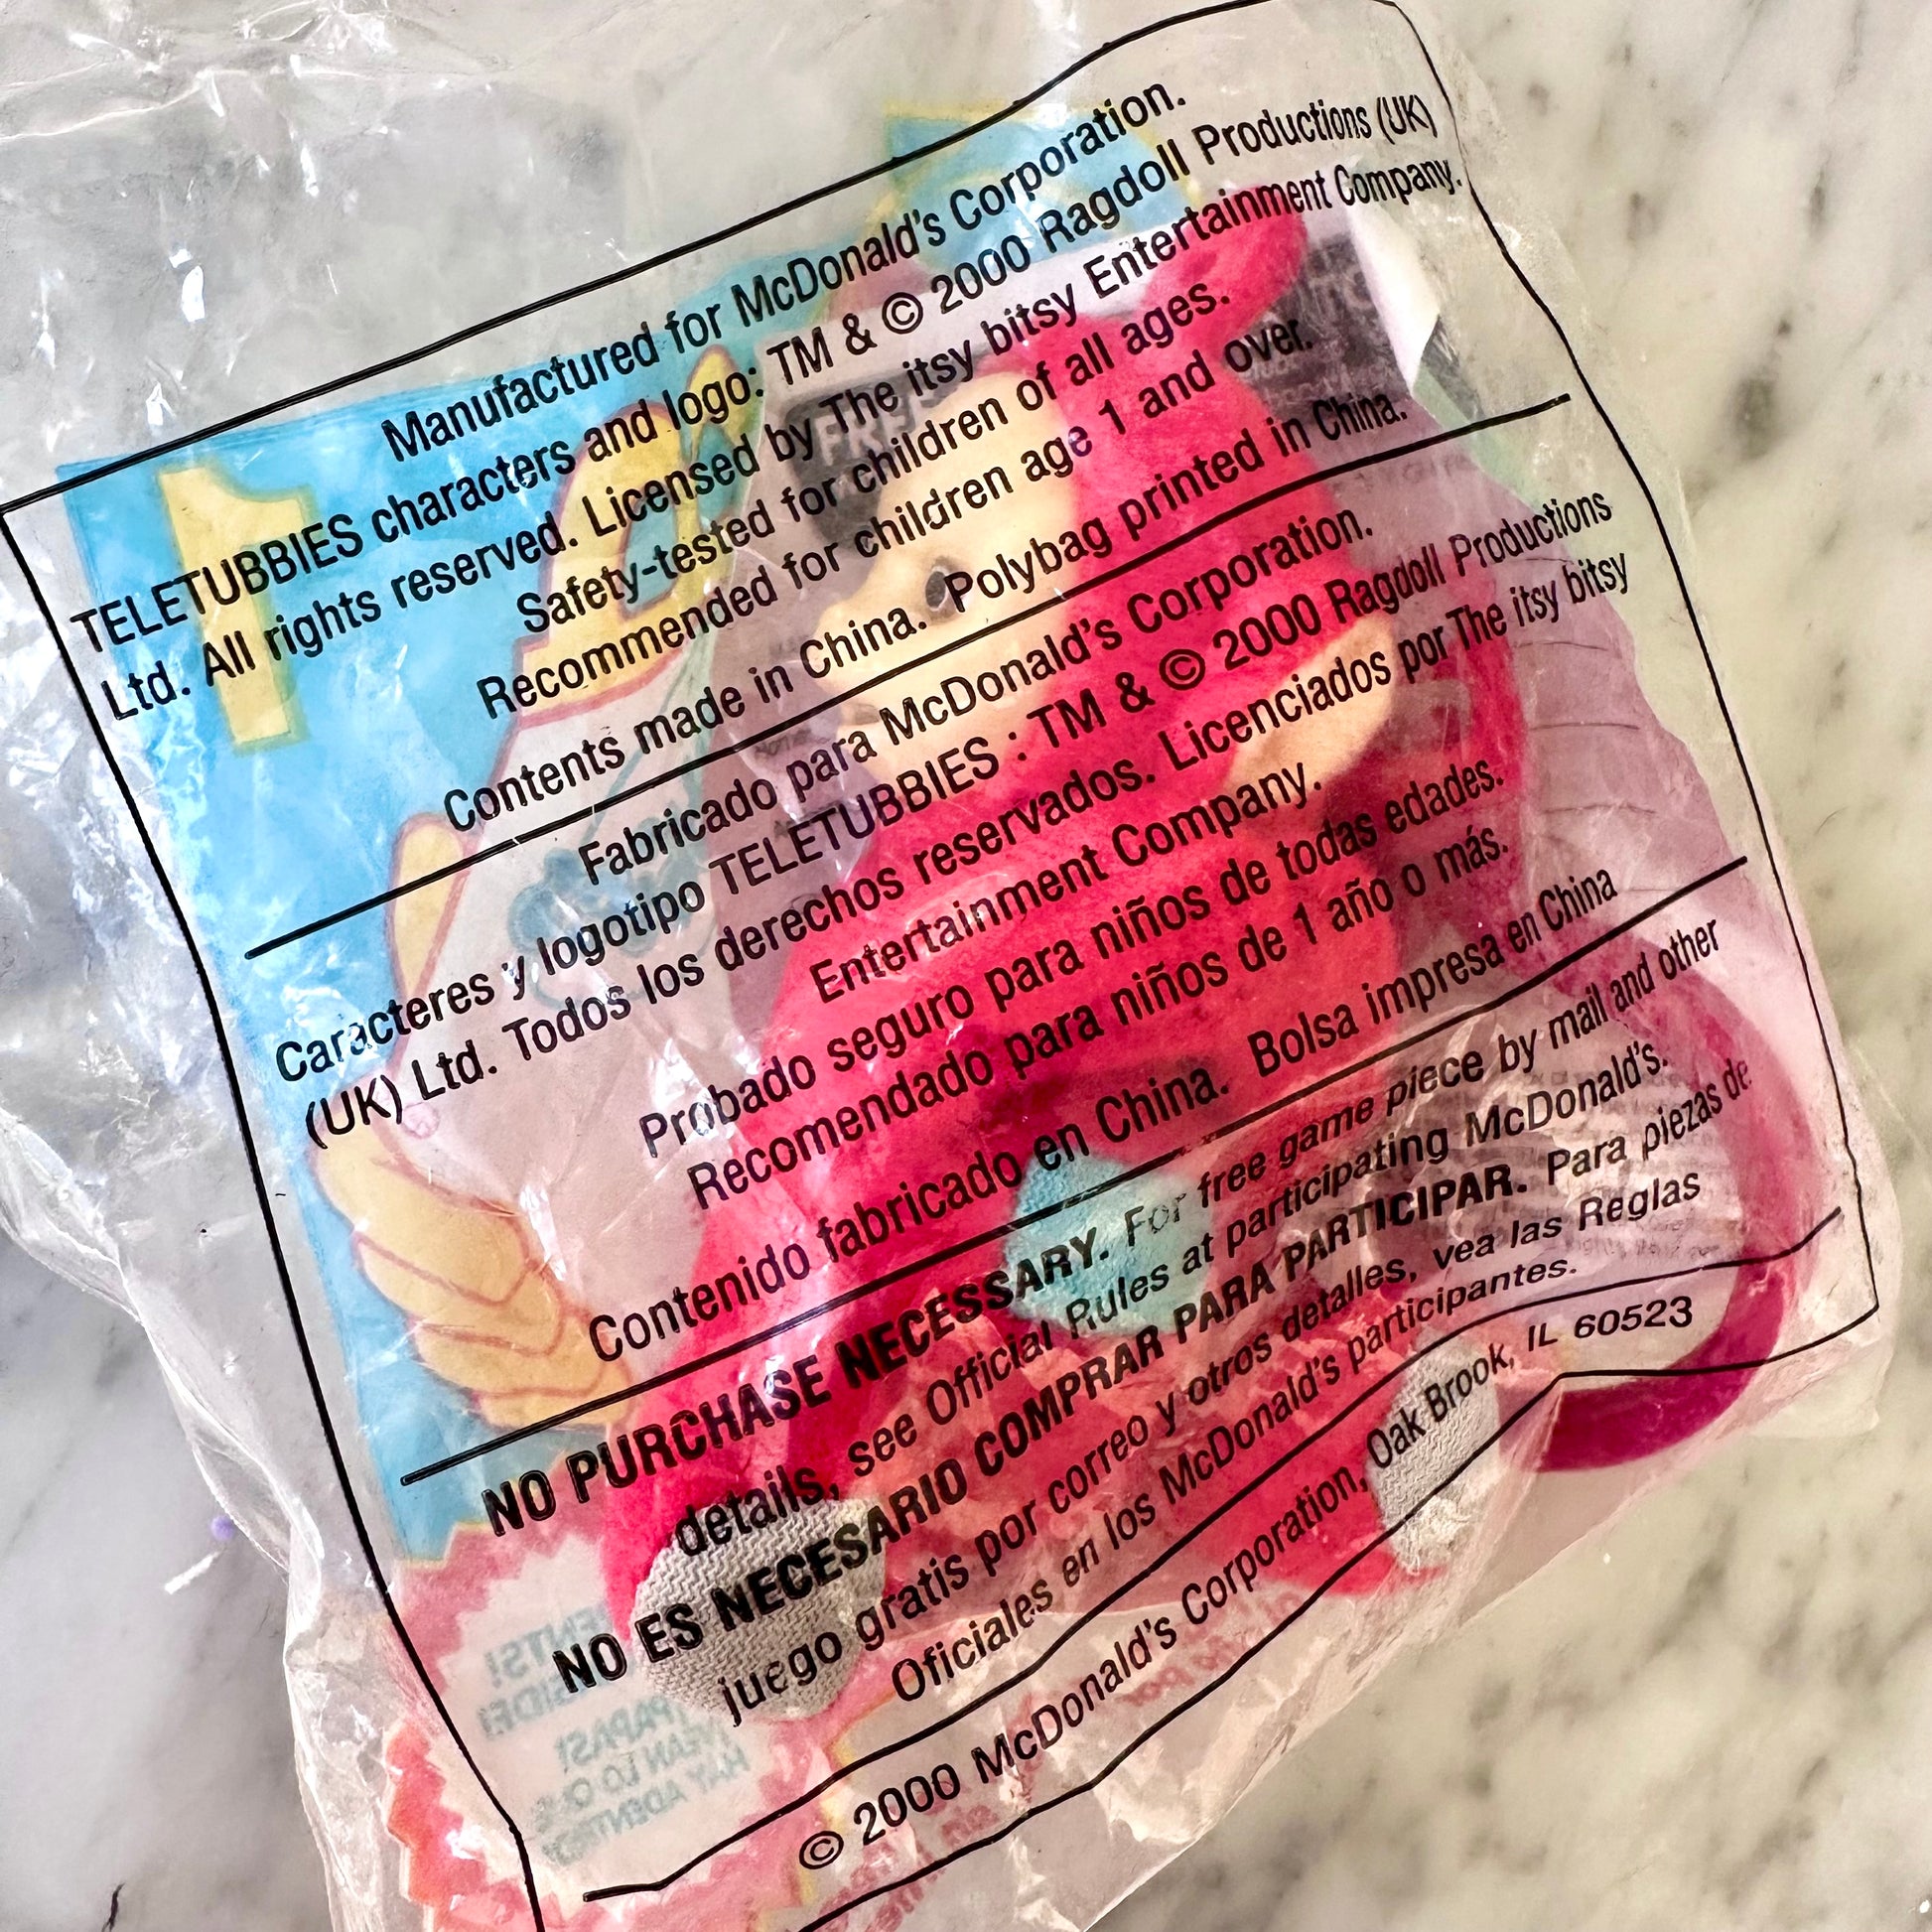 Manufactured for McDonald's Corporation.
TELETUBBIES characters and logo: TM & © 2000 Ragdoll Productions (UK)
Ltd. All rights reserved. Licensed by The itsy bitsy Entertainment Company.
Safety-tested for children of all ages.
Recommended for children age 1 and over.
Contents made in China. Polybag printed in China.
Fabricado para McDonald's Corporation.
Caracteres y logotipo TELETUBBIES : TM & © 2000 Ragdoll Productions
(UK) Ltd. Todos los derechos reservados. Licenciados por The itsy bitsy
Entertainment Company.
Probado seguro para niños de todas edades.
Recomendado para niños de 1 año o más.
Contenido fabricado en China. Bolsa impresa en China
NO PURCHASE NECESSARY. For free game piece by mail and other
details, see Official Rules at participating McDonald's.
NO ES NECESARIO COMPRAR PARA PARTICIPAR. Para piezas de
juego gratis por correo y otros detalles, vea las Reglas
Oficiales en los McDonald's participantes.
© 2000 McDonald's Corporation, Oak Brook, IL 60523
1